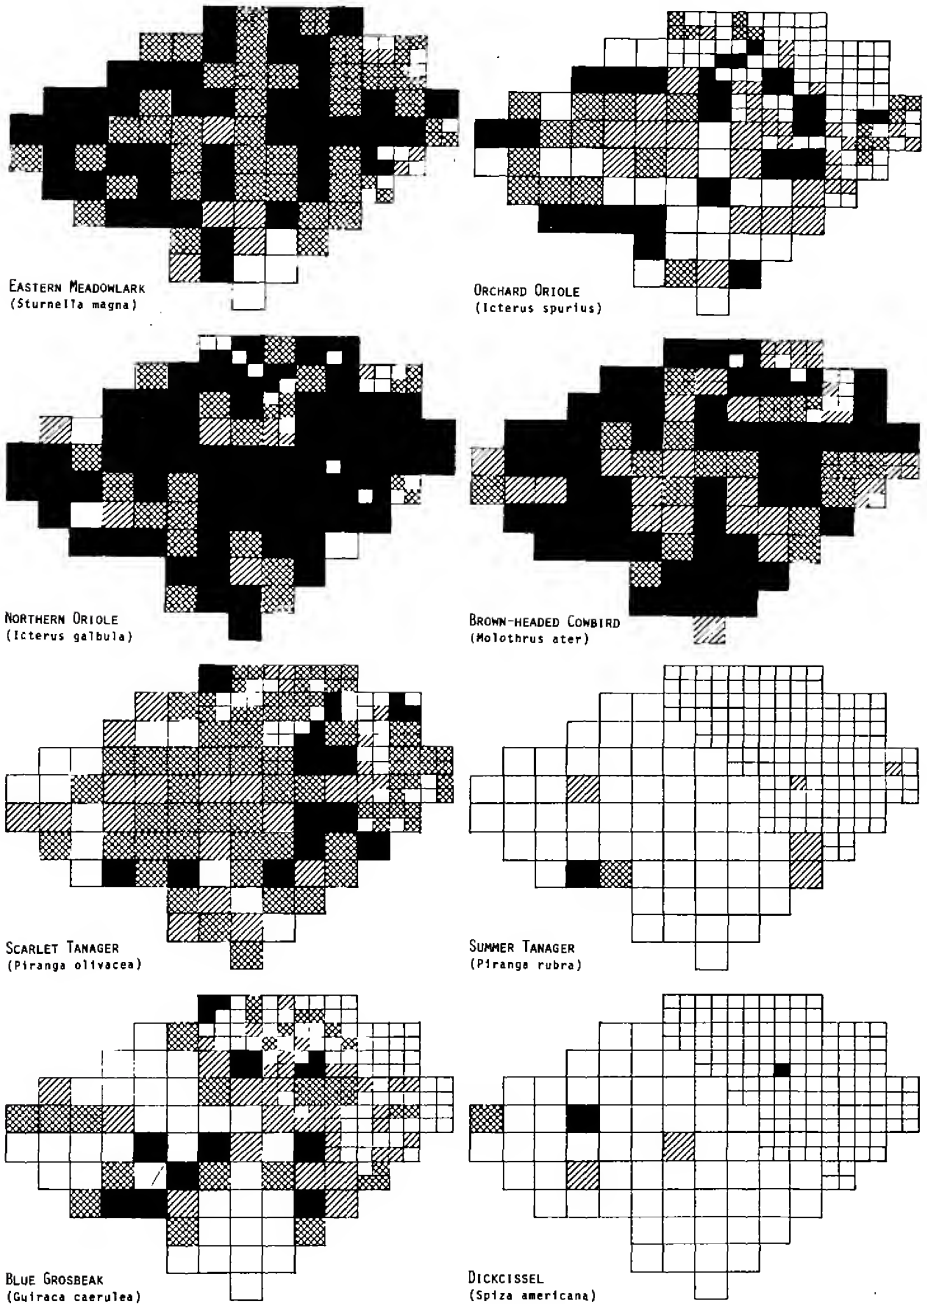 EASTERN MEADOWLARK
(Sturnella magna)
ORCHARD ORIOLE
(Icterus spurius)
NORTHERN ORIOLE
(Icterus galbula)
BROWN-HEADED COWBIRD
(Molothrus ater)
SCARLET TANAGER
(Piranga olivacea)
SUMMER TANAGER
(Piranga rubra)
BLUE GROSBEAK
(Guiraca caerulea)
DICKCISSEL
(Spiza americana)